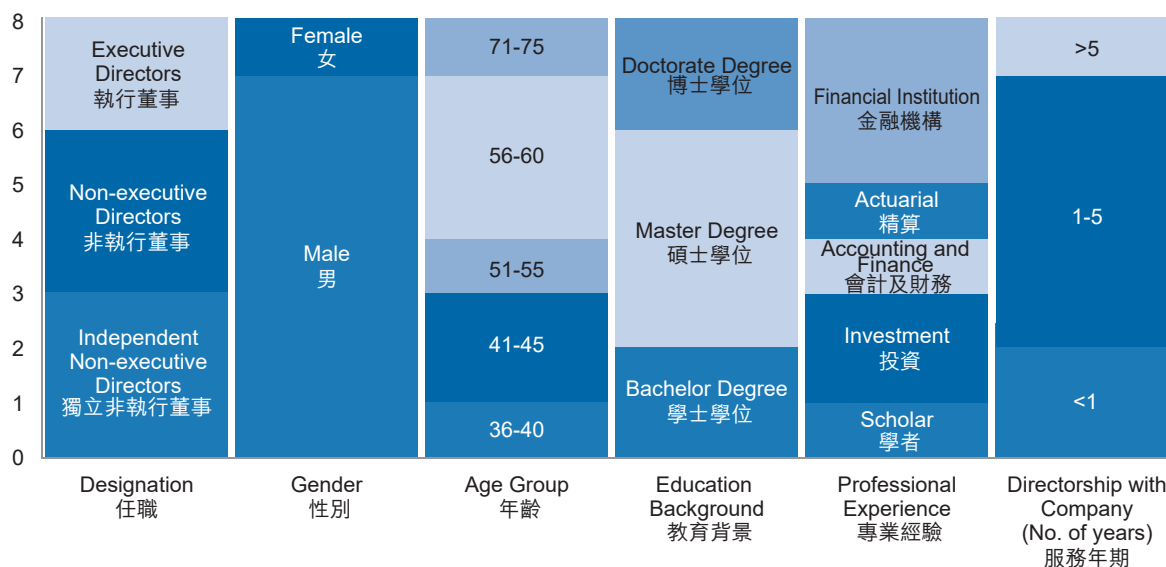 8
7
6
5
4
3
2
1
0
Executive
Directors
執行董事
Non-executive
Directors
非執行董事
Independent
Non-executive
Directors
獨立非執行董事
Female
女
Male
男
71-75
56-60
51-55
41-45
36-40
Doctorate Degree
博士學位
Master Degree
碩士學位
Bachelor Degree
學士學位
Financial Institution
金融機構
Actuarial
精算
Accounting and
Finance
會計及財務
Investment
投資
Scholar
學者
>5
1-5
<1
Designation
任職
Gender
性別
Age Group
年齡
Education
Background
教育背景
Professional
Experience
專業經驗
Directorship with
Company
(No. of years)
服務年期